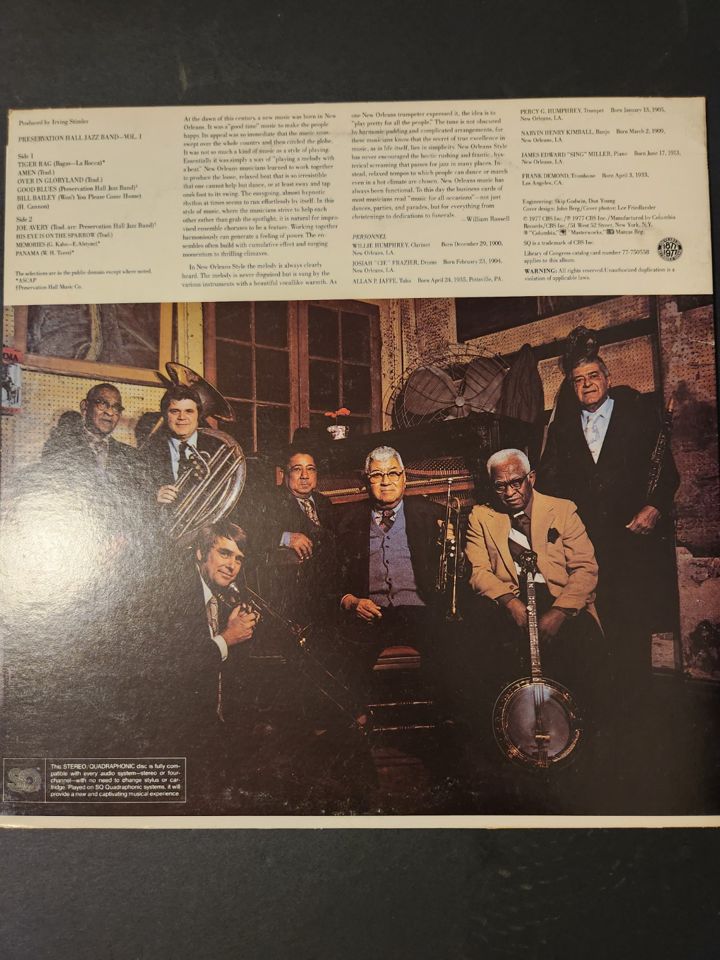 Produced by Irving Stimler
PRESERVATION HALL JAZZ BAND—VOL. 1
Side 1
TIGER RAG (Ragas—La Rocca)*
AMEN (Trad.)
OVER IN GLORYLAND (Trad.)
GOOD BLUES (Preservation Hall Jazz Band)†
BILL BAILEY (Won't You Please Come Home)
(H. Cannon)
Side 2
JOE AVERY (Trad. arr: Preservation Hall Jazz Band)†
HIS EYE IS ON THE SPARROW (Trad.)
MEMORIES (G. Kahn—E. Alstyne)*
PANAMA (W. H. Tyers)*
The selections are in the public domain except where noted.
*ASCAP
†Preservation Hall Music Co.
At the dawn of this century, a new music was born in New
Orleans. It was a "good time" music to make the people
happy. Its appeal was so immediate that the music soon
swept over the whole country and then circled the globe.
It was not so much a kind of music as a style of playing.
Essentially it was simply a way of "playing a melody with
a beat." New Orleans musicians learned to work together
to produce the loose, relaxed beat that is so irresistible
that one cannot help but dance, or at least sway and tap
one's foot to its swing. The easygoing, almost hypnotic
rhythm at times seems to run effortlessly by itself. In this
style of music, where the musicians strive to help each
other rather than grab the spotlight, it is natural for impro-
vised ensemble choruses to be a feature. Working together
harmoniously can generate a feeling of power. The en-
sembles often build with cumulative effect and surging
momentum to thrilling climaxes.
In New Orleans Style the melody is always clearly
heard. The melody is never disguised but is sung by the
various instruments with a beautiful vocallike warmth. As
one New Orleans trumpeter expressed it, the idea is to
"play pretty for all the people." The tune is not obscured
by harmonic padding and complicated arrangements, for
these musicians know that the secret of true excellence in
music, as in life itself, lies in simplicity. New Orleans Style
has never encouraged the hectic rushing and frantic, hys-
terical screaming that passes for jazz in many places. In-
stead, relaxed tempos to which people can dance or march
even in a hot climate are chosen. New Orleans music has
always been functional. To this day the business cards of
most musicians read "music for all occasions"—not just
dances, parties, and parades, but for everything from
christenings to dedications to funerals.
—William Russell
PERSONNEL
WILLIE HUMPHREY, Clarinet Born December 29, 1900,
New Orleans, LA.
JOSIAH "CIE" FRAZIER, Drums Born February 23, 1904,
New Orleans, LA
ALLAN P. JAFFE, Tuba Born April 24, 1935, Pottsville, PA.
PERCY G. HUMPHREY, Trumpet Born January 13, 1905,
New Orleans, LA.
NARVIN HENRY KIMBALL, Banjo Born March 2, 1909,
New Orleans, LA.
JAMES EDWARD "SING" MILLER, Piano Born June 17, 1913,
New Orleans, LA
FRANK DEMOND, Trombone Born April 3, 1933,
Los Angeles, CA.
Engineering: Skip Godwin, Don Young
Cover design: John Berg/Cover photos: Lee Friedlander
© 1977 CBS Inc./℗ 1977 CBS Inc./Manufactured by Columbia
Records/CBS Inc./51 West 52 Street, New York, N.Y.
® "Columbia," Masterworks, Marcas Reg.
SQ is a trademark of CBS Inc.
Library of Congress catalog card number 77-750558
applies to this album.
WARNING: All rights reserved. Unauthorized duplication is a
violation of applicable laws.
1877
1977
SQ
This STEREO/QUADRAPHONIC disc is fully com-
patible with every audio system—stereo or four-
channel—with no need to change stylus or car-
tridge. Played on SQ Quadraphonic systems, it will
provide a new and captivating musical experience.